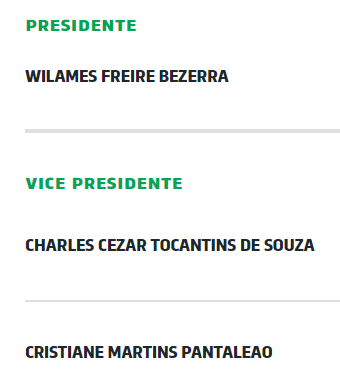 PRESIDENTE
WILAMES FREIRE BEZERRA
VICE PRESIDENTE
CHARLES CEZAR TOCANTINS DE SOUZA
CRISTIANE MARTINS PANTALEAO